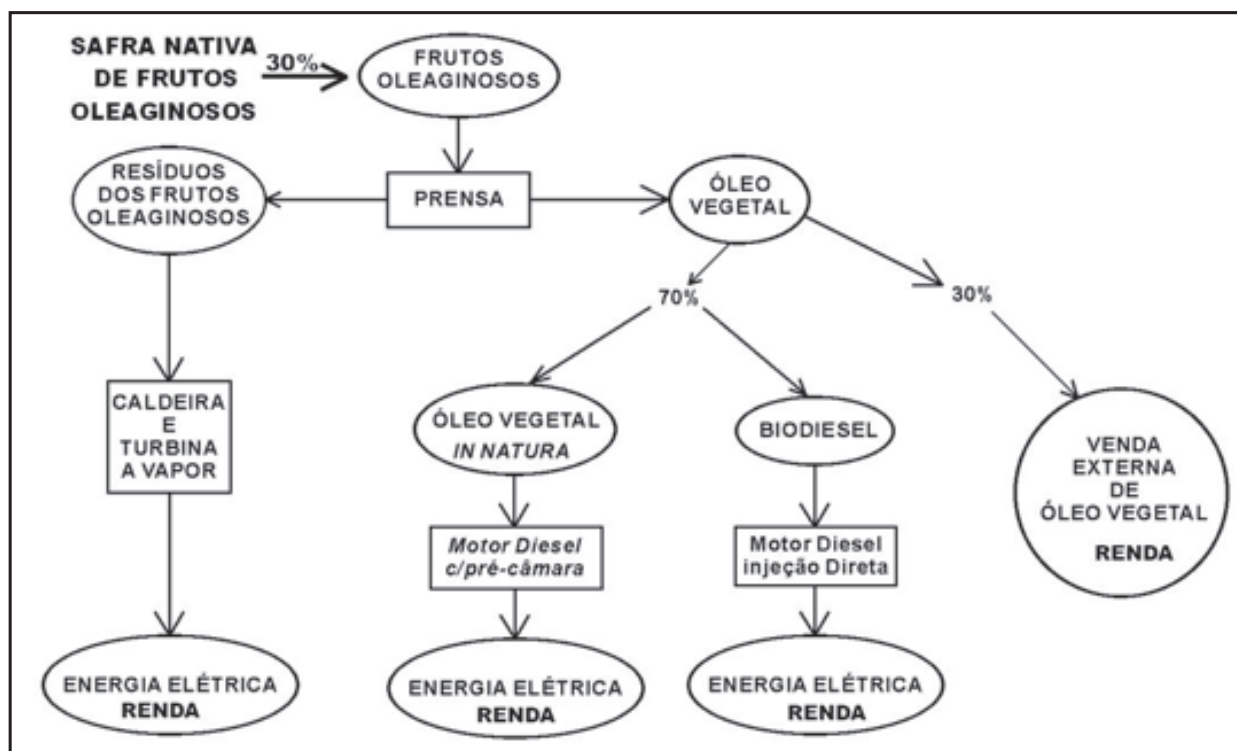 SAFRA NATIVA
DE FRUTOS
OLEAGINOSOS
30%
FRUTOS
OLEAGINOSOS
RESÍDUOS
DOS FRUTOS
OLEAGINOSOS
PRENSA
ÓLEO
VEGETAL
70%
30%
CALDEIRA
E
TURBINA
A VAPOR
ÓLEO VEGETAL
IN NATURA
BIODIESEL
VENDA
EXTERNA
DE
ÓLEO VEGETAL
RENDA
Motor Diesel
c/pré-câmara
Motor Diesel
injeção Direta
ENERGIA ELÉTRICA
RENDA
ENERGIA ELÉTRICA
RENDA
ENERGIA ELÉTRICA
RENDA